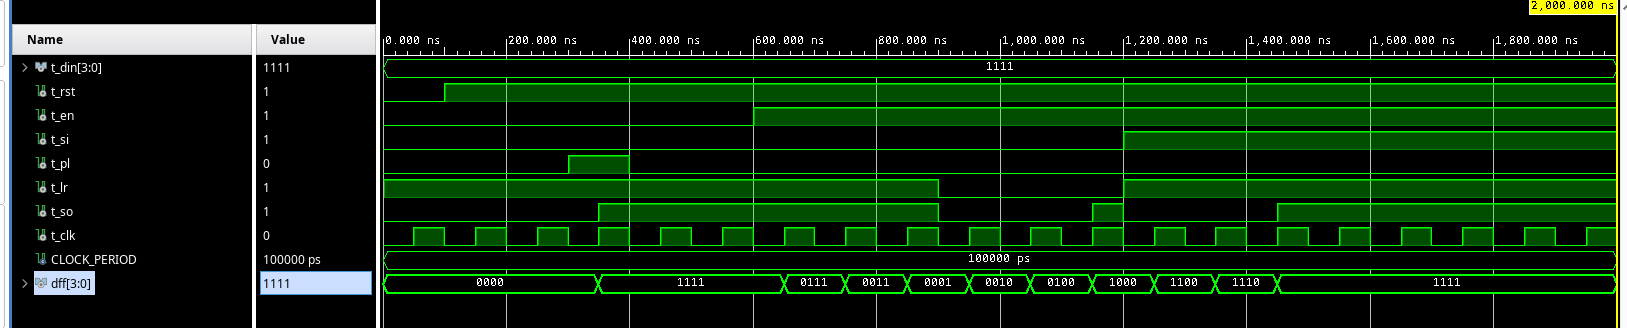 2,000.000 ns
Name Value 0.000 ns 200.000 ns 400.000 ns 600.000 ns 800.000 ns 1,000.000 ns 1,200.000 ns 1,400.000 ns 1,600.000 ns 1,800.000 ns
t_din[3:0] 1111 1111
t_rst 1
t_en 1
t_si 1
t_pl 0
t_lr 1
t_so 1
t_clk 0
CLOCK_PERIOD 100000 ps 100000 ps
dff[3:0] 1111 0000 1111 0111 0011 0001 0010 0100 1000 1100 1110 1111